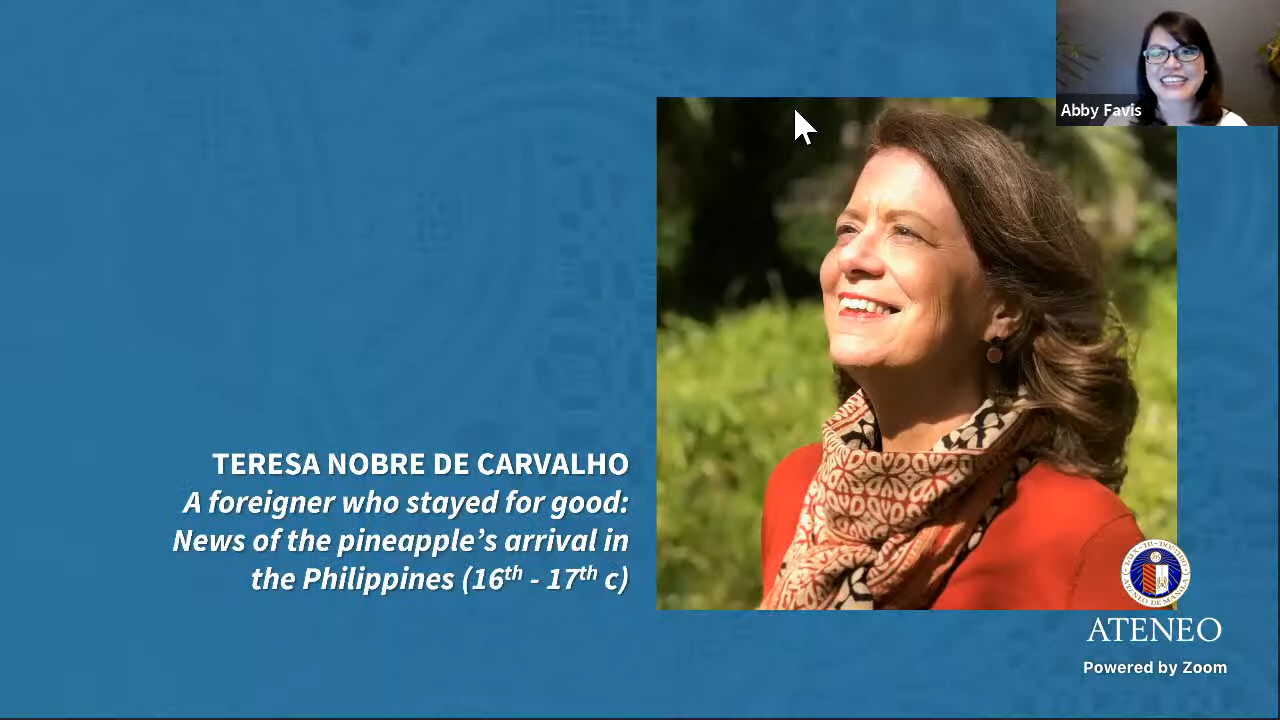 Abby Favis
TERESA NOBRE DE CARVALHO
A foreigner who stayed for good:
News of the pineapple's arrival in
the Philippines (16th - 17th c)
ATENEO
Powered by Zoom